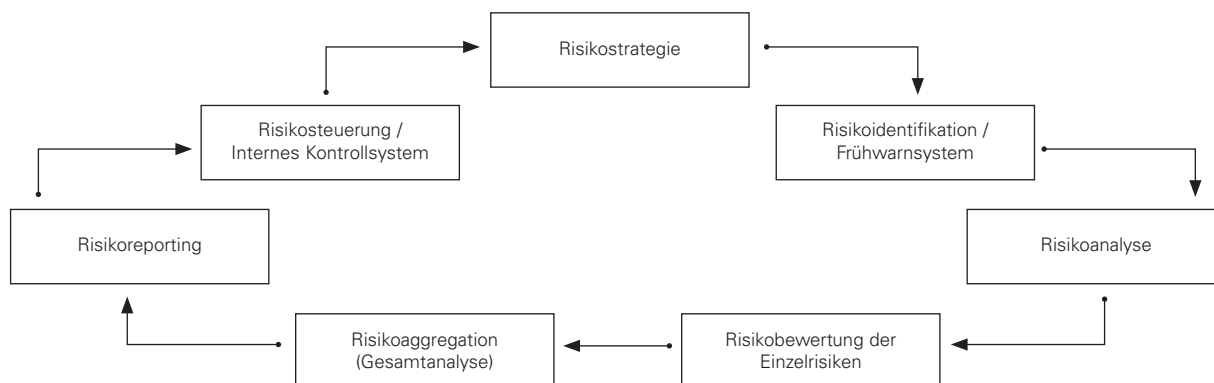 Risikostrategie
Risikosteuerung /
Internes Kontrollsystem
Risikoidentifikation /
Frühwarnsystem
Risikoreporting
Risikoanalyse
Risikoaggregation
(Gesamtanalyse)
Risikobewertung der
Einzelrisiken